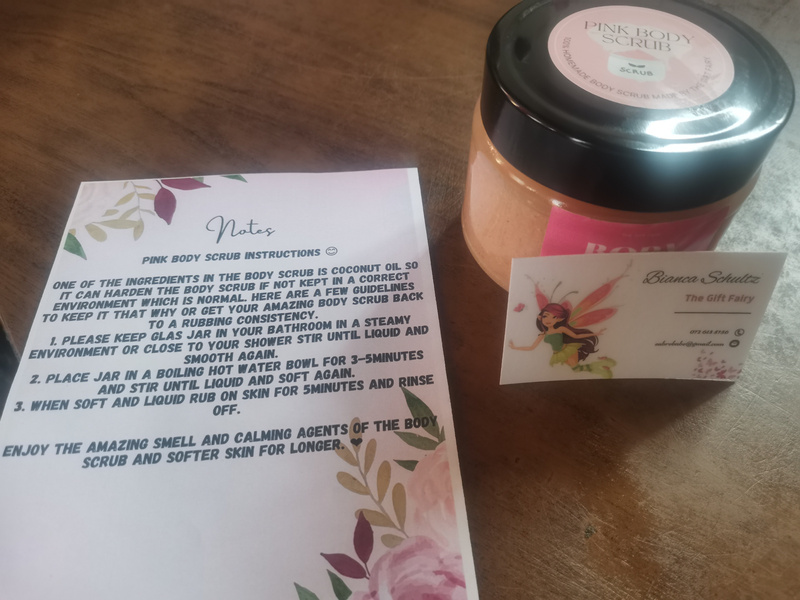 Notes
PINK BODY SCRUB INSTRUCTIONS 😊
ONE OF THE INGREDIENTS IN THE BODY SCRUB IS COCONUT OIL SO
IT CAN HARDEN THE BODY SCRUB IF NOT KEPT IN A CORRECT
ENVIRONMENT WHICH IS NORMAL. HERE ARE A FEW GUIDELINES
TO KEEP IT THAT WHY OR GET YOUR AMAZING BODY SCRUB BACK
TO A RUBBING CONSISTENCY.
1. PLEASE KEEP GLAS JAR IN YOUR BATHROOM IN A STEAMY
ENVIRONMENT OR CLOSE TO YOUR SHOWER STIR UNTIL LIQUID AND
SMOOTH AGAIN.
2. PLACE JAR IN A BOILING HOT WATER BOWL FOR 3-5MINUTES
AND STIR UNTIL LIQUID AND SOFT AGAIN.
3. WHEN SOFT AND LIQUID RUB ON SKIN FOR 5MINUTES AND RINSE
OFF.
ENJOY THE AMAZING SMELL AND CALMING AGENTS OF THE BODY
SCRUB AND SOFTER SKIN FOR LONGER. ❤
PINK BODY
SCRUB
SCRUB
HOMEMADE BODY SCRUB MADE BY
BODY
Bianca Schultz
The Gift Fairy